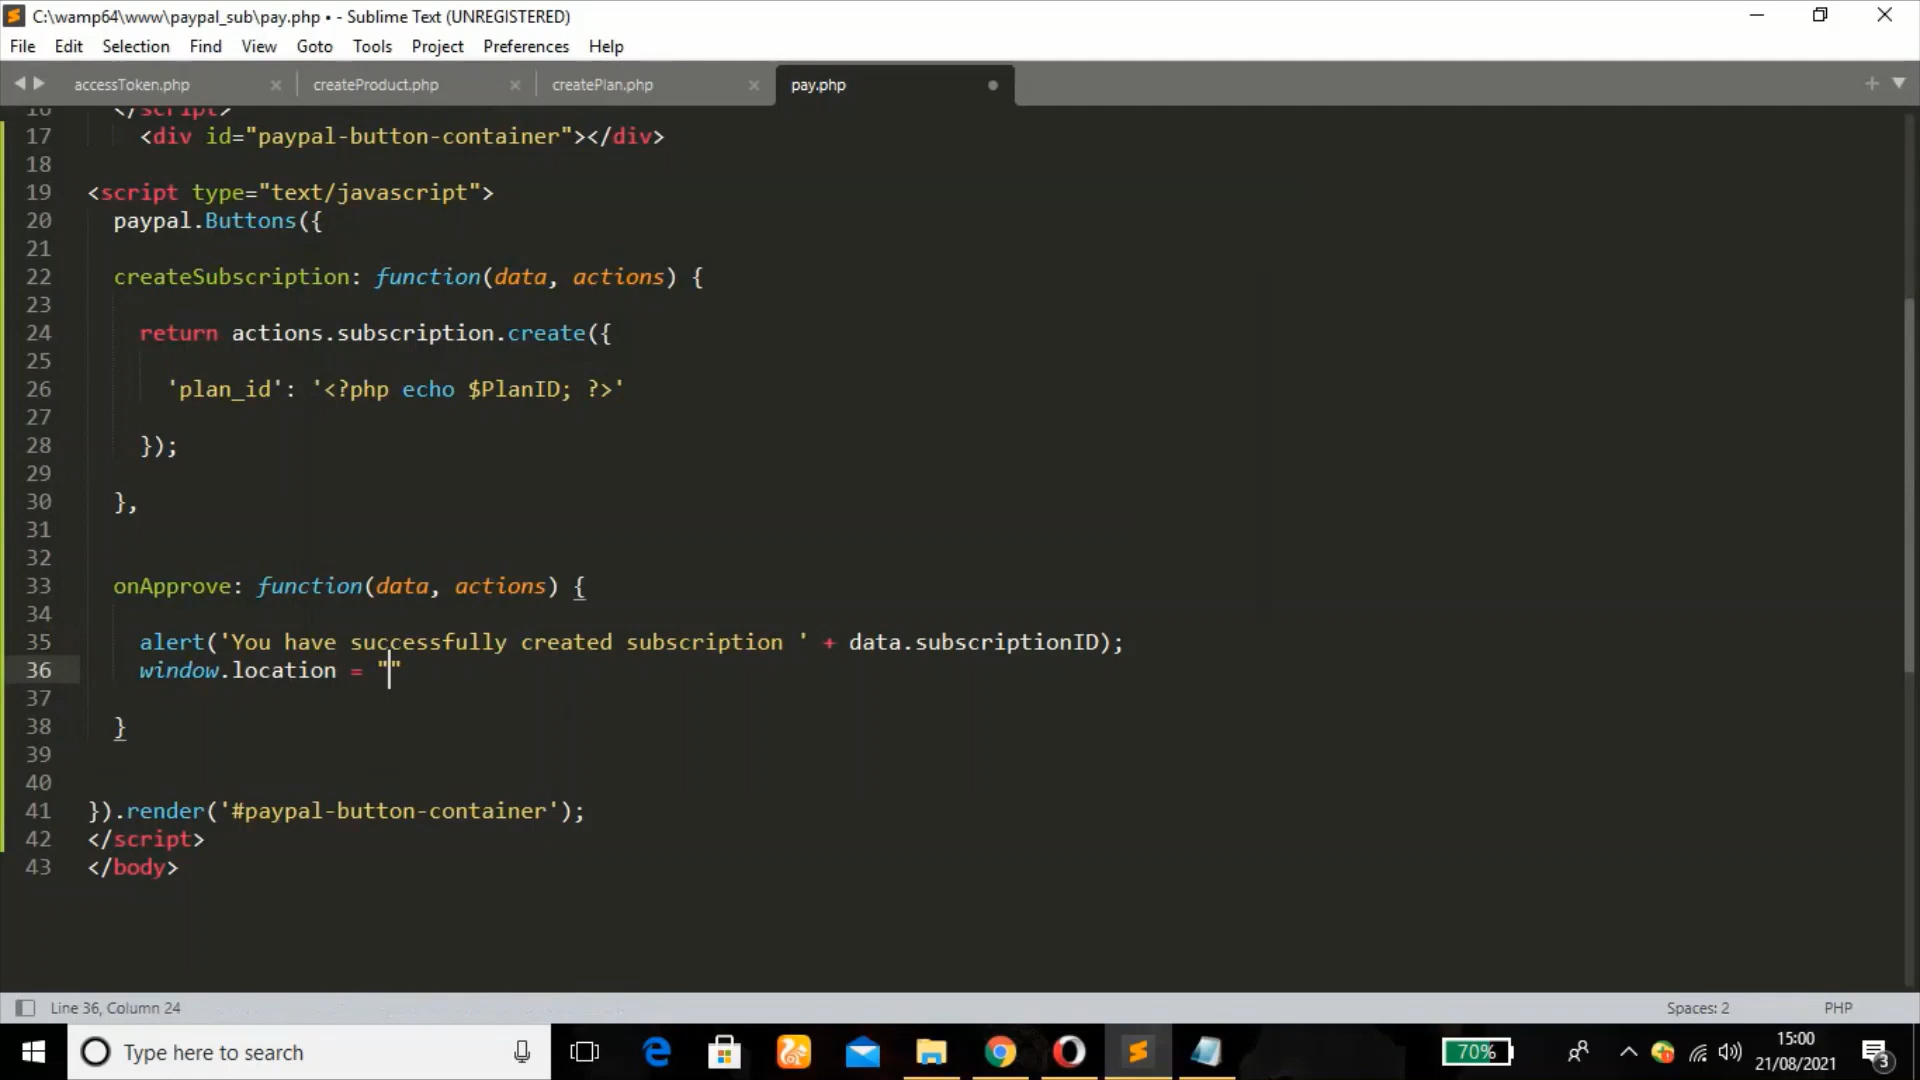 C:\wamp64\www\paypal_sub\pay.php • - Sublime Text (UNREGISTERED)
File Edit Selection Find View Goto Tools Project Preferences Help
accessToken.php × createProduct.php × createPlan.php × pay.php
16 </script>
17 <div id="paypal-button-container"></div>
18
19 <script type="text/javascript">
20 paypal.Buttons({
21
22 createSubscription: function(data, actions) {
23
24 return actions.subscription.create({
25
26 'plan_id': '<?php echo $PlanID; ?>'
27
28 });
29
30 },
31
32
33 onApprove: function(data, actions) {
34
35 alert('You have successfully created subscription ' + data.subscriptionID);
36 window.location = ""
37
38 }
39
40
41 }).render('#paypal-button-container');
42 </script>
43 </body>
Line 36, Column 24 Spaces: 2 PHP
Type here to search 70% 15:00
21/08/2021 3